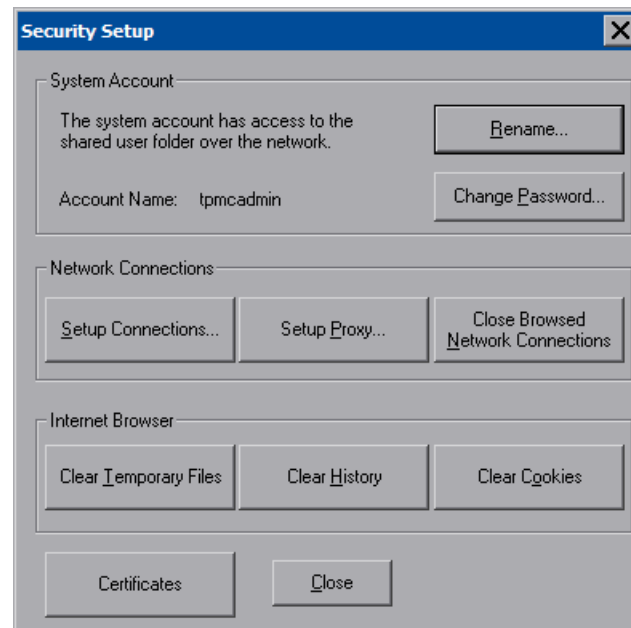 Security Setup
System Account
The system account has access to the
shared user folder over the network.
Rename...
Account Name: tpmcadmin
Change Password...
Network Connections
Setup Connections...
Setup Proxy...
Close Browsed
Network Connections
Internet Browser
Clear Temporary Files
Clear History
Clear Cookies
Certificates
Close